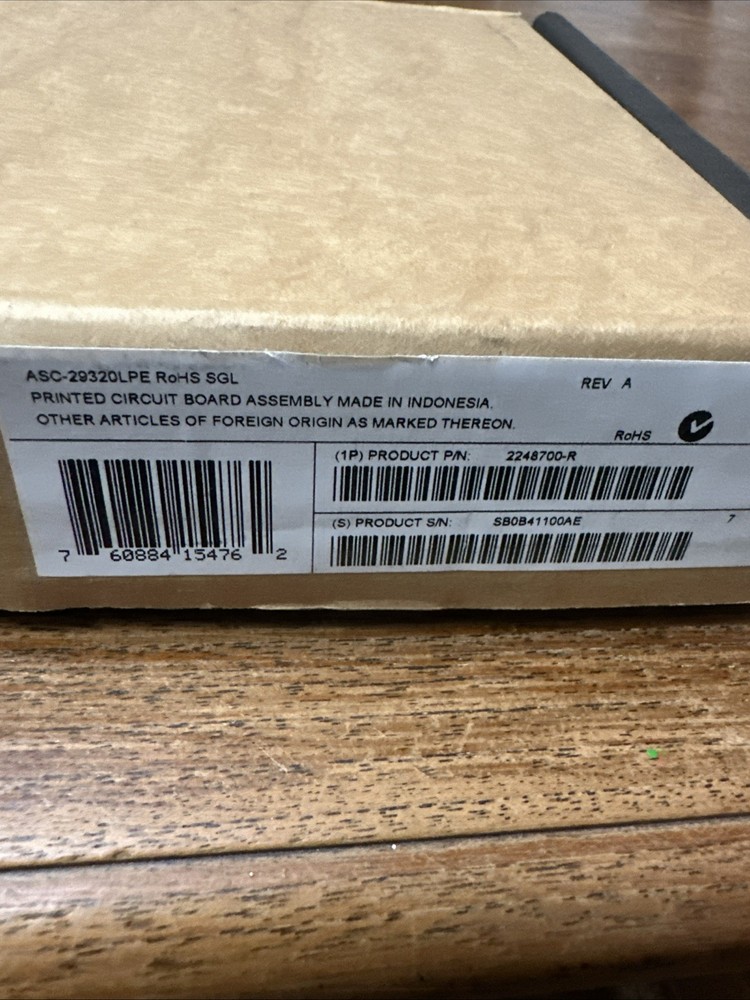 ASC-29320LPE RoHS SGL
REV A
PRINTED CIRCUIT BOARD ASSEMBLY MADE IN INDONESIA.
OTHER ARTICLES OF FOREIGN ORIGIN AS MARKED THEREON.
RoHS
(1P) PRODUCT P/N: 2248700-R
(S) PRODUCT S/N: SB0B41100AE
7
7 60884 15476 2